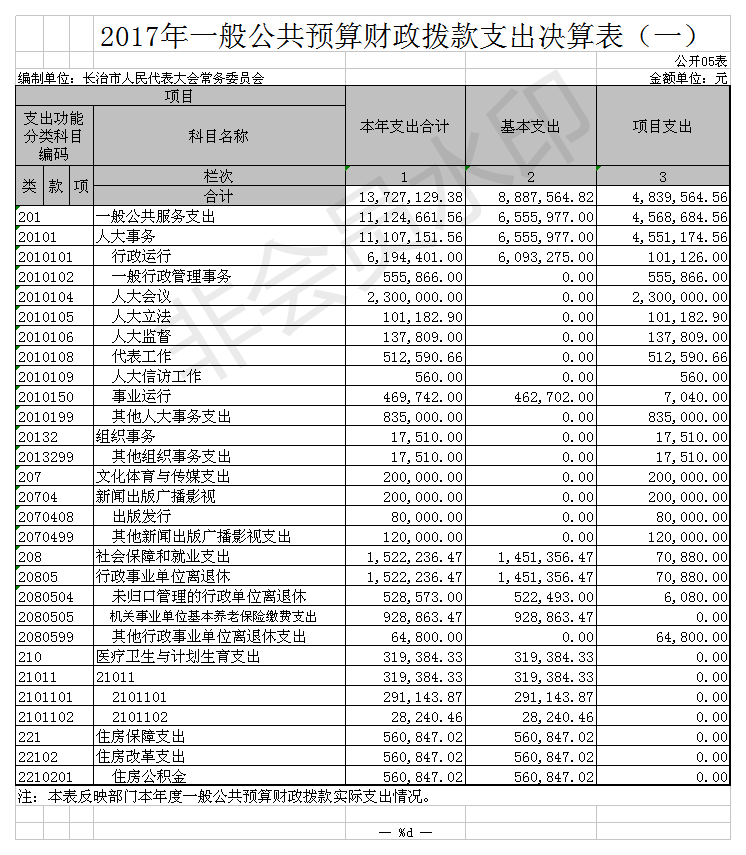 2017年一般公共预算财政拨款支出决算表（一）
公开05表
编制单位：长治市人民代表大会常务委员会 金额单位：元
项目 本年支出合计 基本支出 项目支出
支出功能分类科目编码 科目名称
类 款 项 栏次 1 2 3
合计 13,727,129.38 8,887,564.82 4,839,564.56
201 一般公共服务支出 11,124,661.56 6,555,977.00 4,568,684.56
20101 人大事务 11,107,151.56 6,555,977.00 4,551,174.56
2010101 行政运行 6,194,401.00 6,093,275.00 101,126.00
2010102 一般行政管理事务 555,866.00 0.00 555,866.00
2010104 人大会议 2,300,000.00 0.00 2,300,000.00
2010105 人大立法 101,182.90 0.00 101,182.90
2010106 人大监督 137,809.00 0.00 137,809.00
2010108 代表工作 512,590.66 0.00 512,590.66
2010109 人大信访工作 560.00 0.00 560.00
2010150 事业运行 469,742.00 462,702.00 7,040.00
2010199 其他人大事务支出 835,000.00 0.00 835,000.00
20132 组织事务 17,510.00 0.00 17,510.00
2013299 其他组织事务支出 17,510.00 0.00 17,510.00
207 文化体育与传媒支出 200,000.00 0.00 200,000.00
20704 新闻出版广播影视 200,000.00 0.00 200,000.00
2070408 出版发行 80,000.00 0.00 80,000.00
2070499 其他新闻出版广播影视支出 120,000.00 0.00 120,000.00
208 社会保障和就业支出 1,522,236.47 1,451,356.47 70,880.00
20805 行政事业单位离退休 1,522,236.47 1,451,356.47 70,880.00
2080504 未归口管理的行政单位离退休 528,573.00 522,493.00 6,080.00
2080505 机关事业单位基本养老保险缴费支出 928,863.47 928,863.47 0.00
2080599 其他行政事业单位离退休支出 64,800.00 0.00 64,800.00
210 医疗卫生与计划生育支出 319,384.33 319,384.33 0.00
21011 21011 319,384.33 319,384.33 0.00
2101101 2101101 291,143.87 291,143.87 0.00
2101102 2101102 28,240.46 28,240.46 0.00
221 住房保障支出 560,847.02 560,847.02 0.00
22102 住房改革支出 560,847.02 560,847.02 0.00
2210201 住房公积金 560,847.02 560,847.02 0.00
注：本表反映部门本年度一般公共预算财政拨款实际支出情况。
— %d —
非会员水印